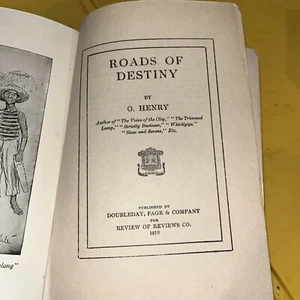 ROADS OF
DESTINY
BY
O. HENRY
Author of "The Voice of the City," "The Trimmed
Lamp," "Strictly Business," "Whirligigs,"
"Sixes and Sevens," Etc.
PUBLISHED BY
DOUBLEDAY, PAGE & COMPANY
FOR
REVIEW OF REVIEWS CO.